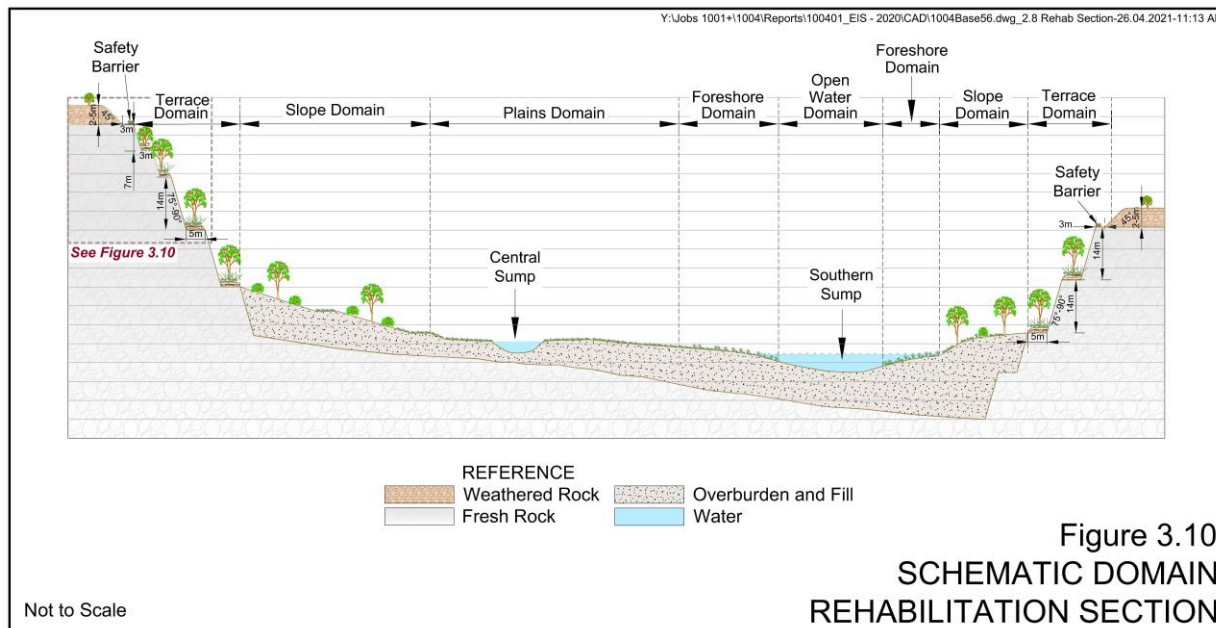 Y:\Jobs 1001+\1004\Reports\100401_EIS - 2020\CAD\1004Base56.dwg_2.8 Rehab Section-26.04.2021-11:13 A
Safety
Barrier
Terrace
Domain
Slope Domain
Plains Domain
Foreshore
Domain
Open
Water
Domain
Foreshore
Domain
Slope
Domain
Terrace
Domain
2-5m
45°
3m
3m
7m
14m
75°-90°
5m
See Figure 3.10
Central
Sump
Southern
Sump
Safety
Barrier
3m
45°
2-5m
14m
14m
75°-90°
5m
REFERENCE
Weathered Rock
Overburden and Fill
Fresh Rock
Water
Figure 3.10
SCHEMATIC DOMAIN
REHABILITATION SECTION
Not to Scale